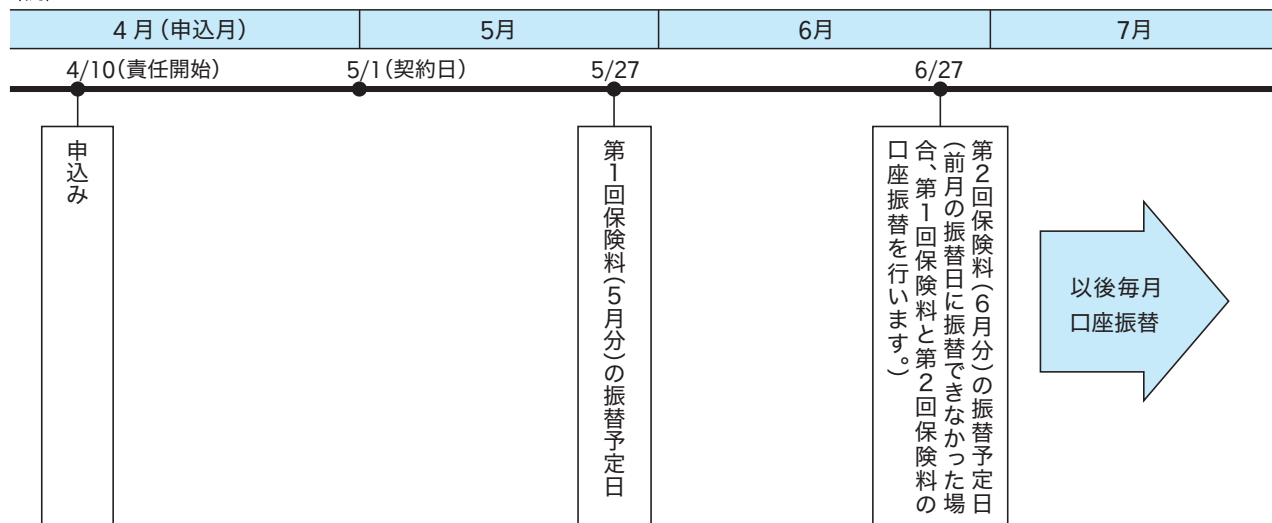 4月（申込月）
5月
6月
7月
4/10（責任開始）
5/1（契約日）
5/27
6/27
申込み
第1回保険料（5月分）の振替予定日
第2回保険料（6月分）の振替予定日
（前月の振替日に振替できなかった場
合、第1回保険料と第2回保険料の
口座振替を行います。）
以後毎月
口座振替